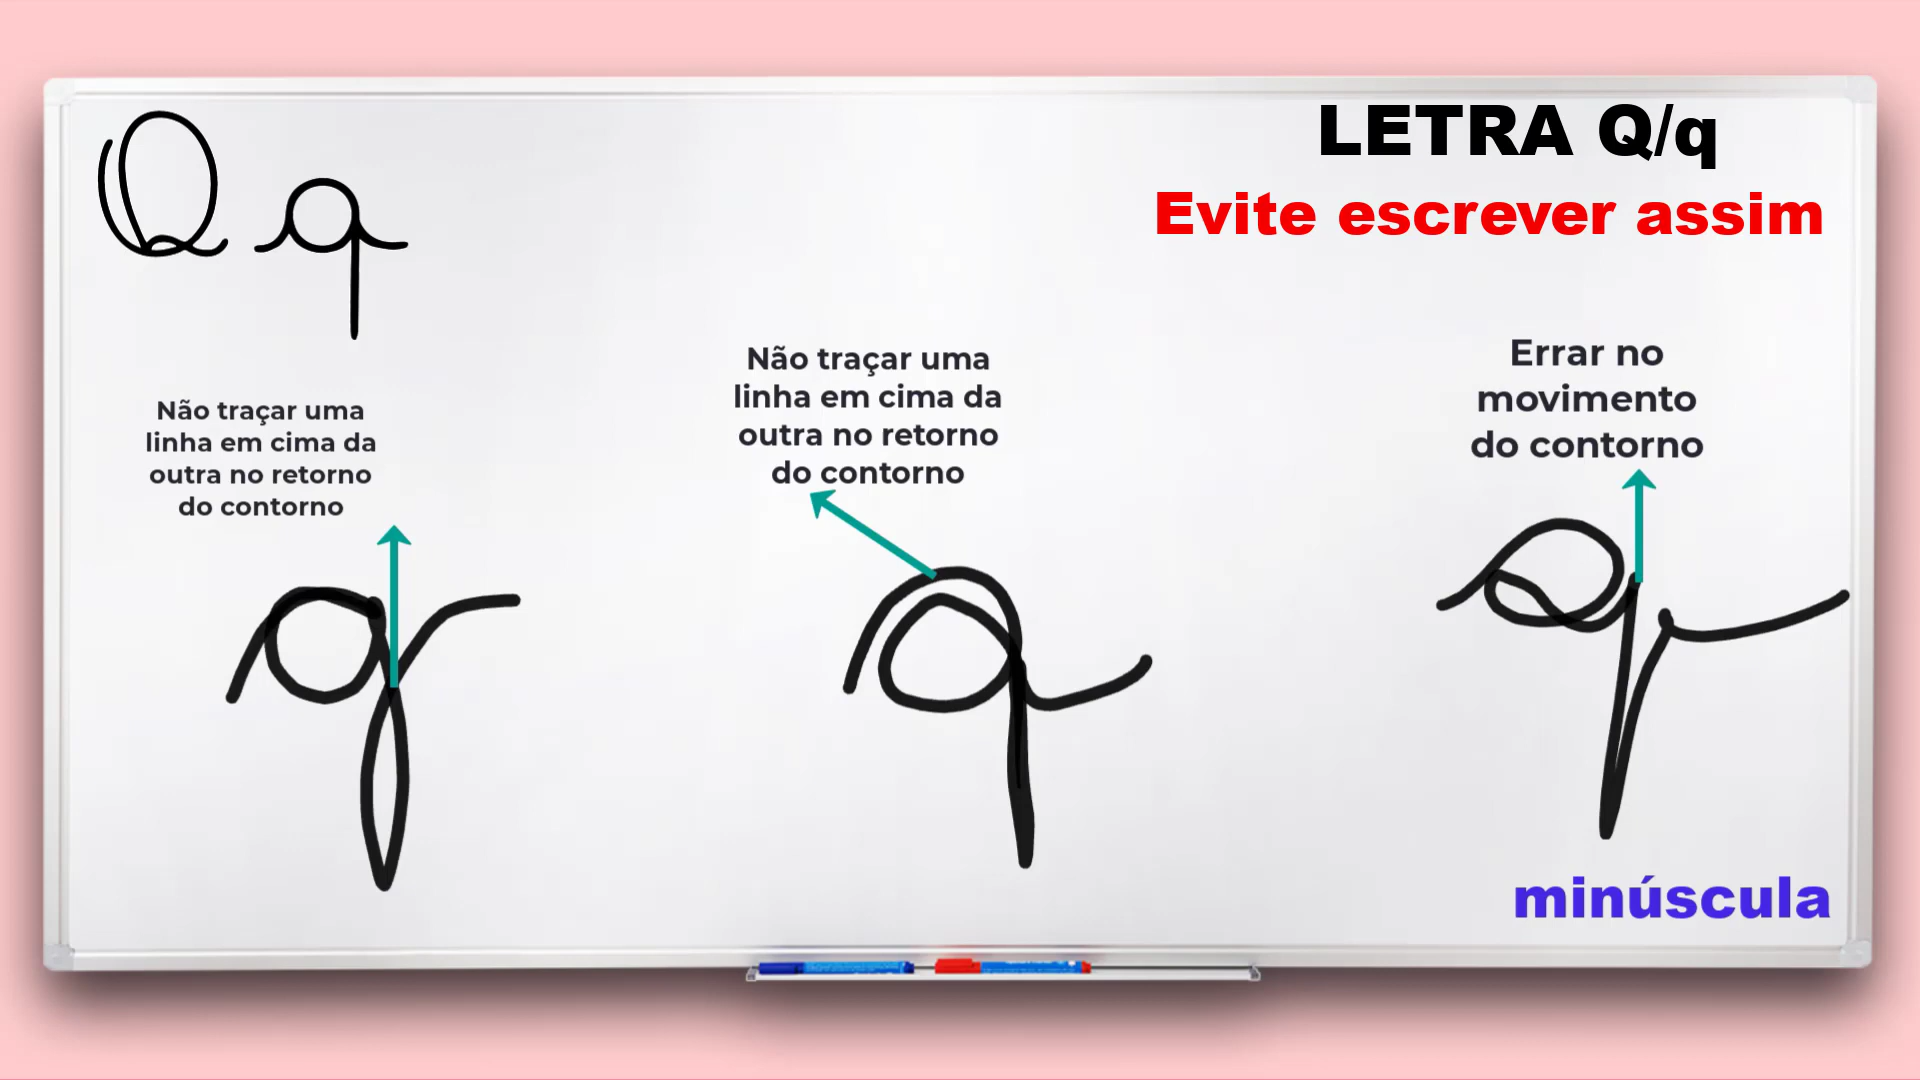 Q q
LETRA Q/q
Evite escrever assim
Não traçar uma
linha em cima da
outra no retorno
do contorno
Não traçar uma
linha em cima da
outra no retorno
do contorno
Errar no
movimento
do contorno
q
q
q
minúscula